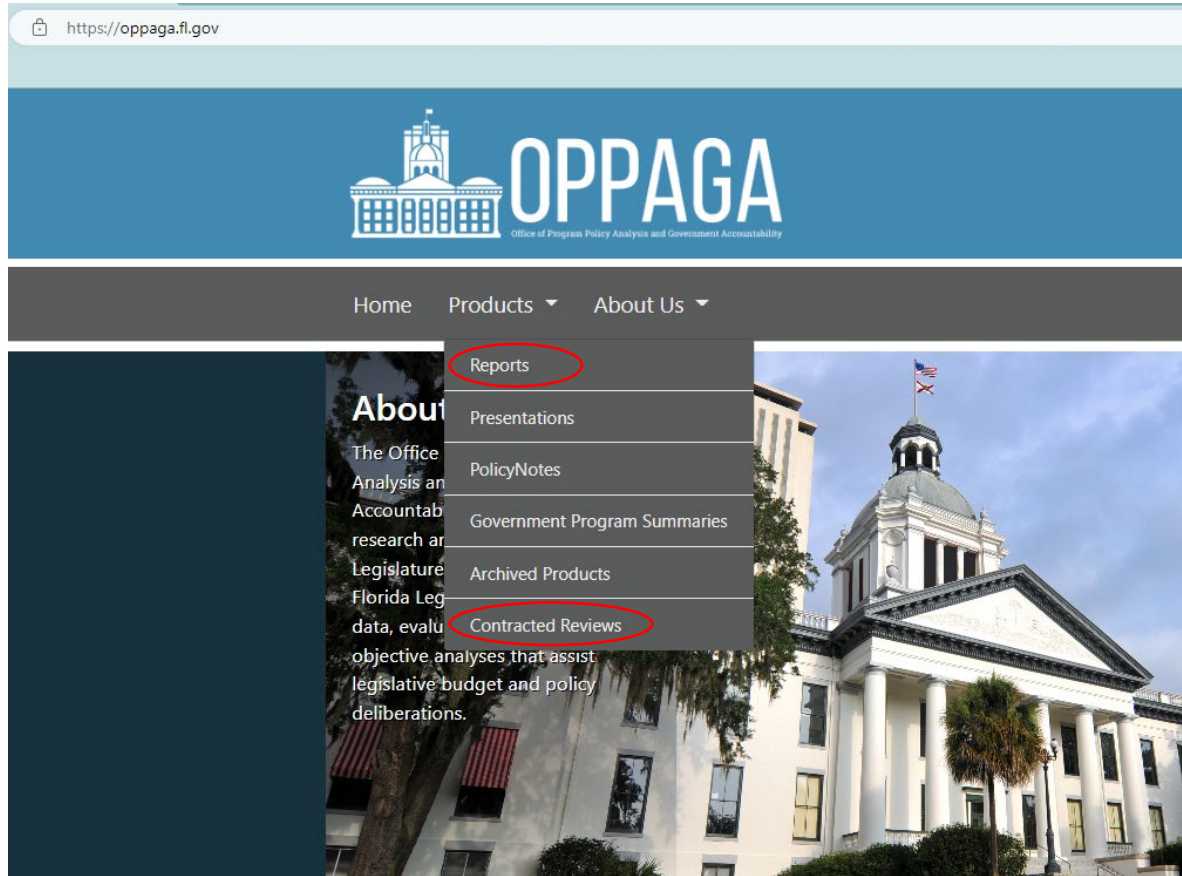 https://oppaga.fl.gov
OPPAGA
Office of Program Policy Analysis and Government Accountability
Home Products About Us
Reports
Presentations
PolicyNotes
Government Program Summaries
Archived Products
Contracted Reviews
About
The Office
Analysis an
Accountab
research an
Legislature
Florida Leg
data, evalu
objective analyses that assist
legislative budget and policy
deliberations.